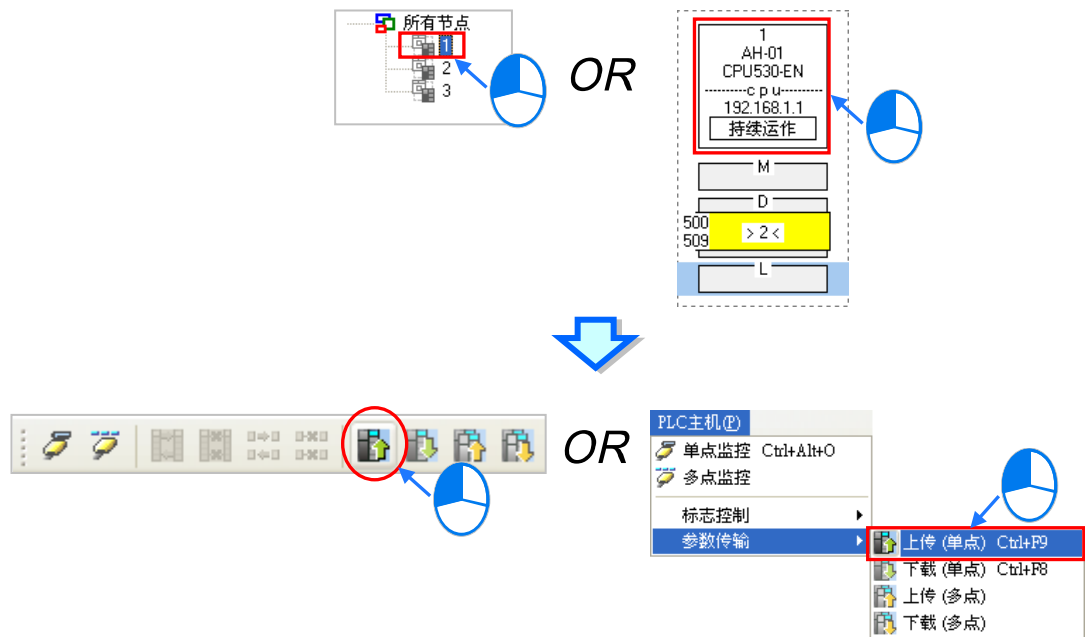 所有节点
1
2
3
OR
1
AH-01
CPU530-EN
--------c p u--------
192.168.1.1
持续运作
M
D
500
509
> 2 <
L
OR
PLC主机(P)
单点监控 Ctrl+Alt+O
多点监控
标志控制
参数传输
上传 (单点) Ctrl+F9
下载 (单点) Ctrl+F8
上传 (多点)
下载 (多点)